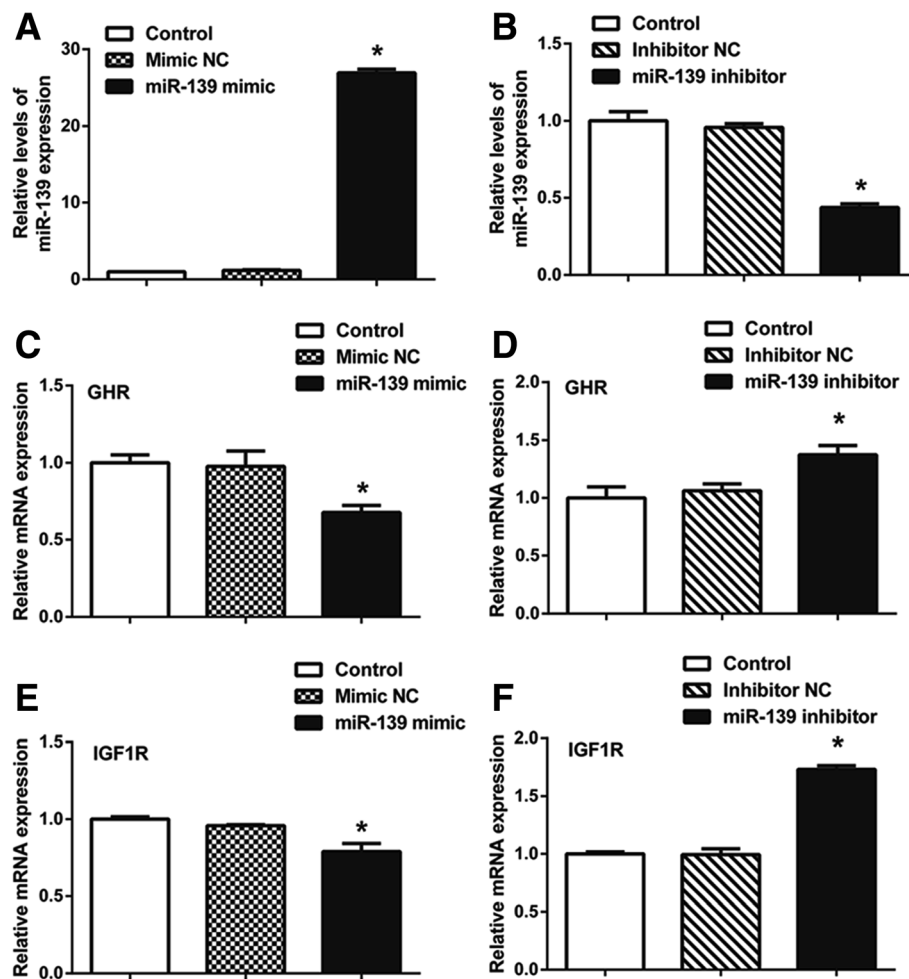 A
Control
Mimic NC
miR-139 mimic
Relative levels of
miR-139 expression
30
20
10
0
*
B
Control
Inhibitor NC
miR-139 inhibitor
Relative levels of
miR-139 expression
1.5
1.0
0.5
0.0
*
C
Control
Mimic NC
miR-139 mimic
GHR
Relative mRNA expression
1.5
1.0
0.5
0.0
*
D
Control
Inhibitor NC
miR-139 inhibitor
GHR
Relative mRNA expression
2.0
1.5
1.0
0.5
0.0
*
E
Control
Mimic NC
miR-139 mimic
IGF1R
Relative mRNA expression
1.5
1.0
0.5
0.0
*
F
Control
Inhibitor NC
miR-139 inhibitor
IGF1R
Relative mRNA expression
2.0
1.5
1.0
0.5
0.0
*